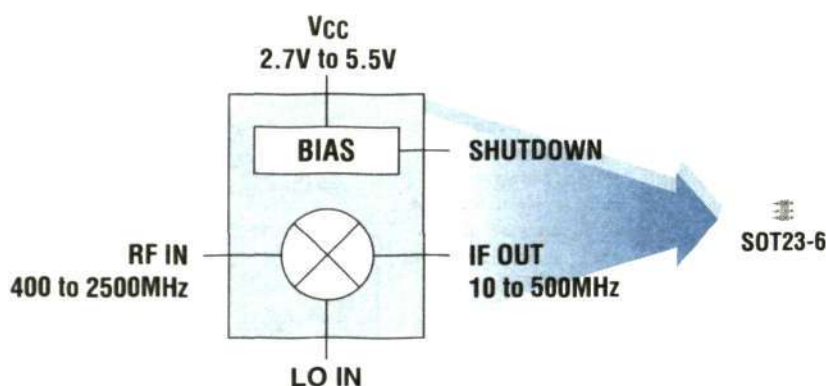 VCC
2.7V to 5.5V
BIAS
SHUTDOWN
RF IN
400 to 2500MHz
IF OUT
10 to 500MHz
LO IN
SOT23-6